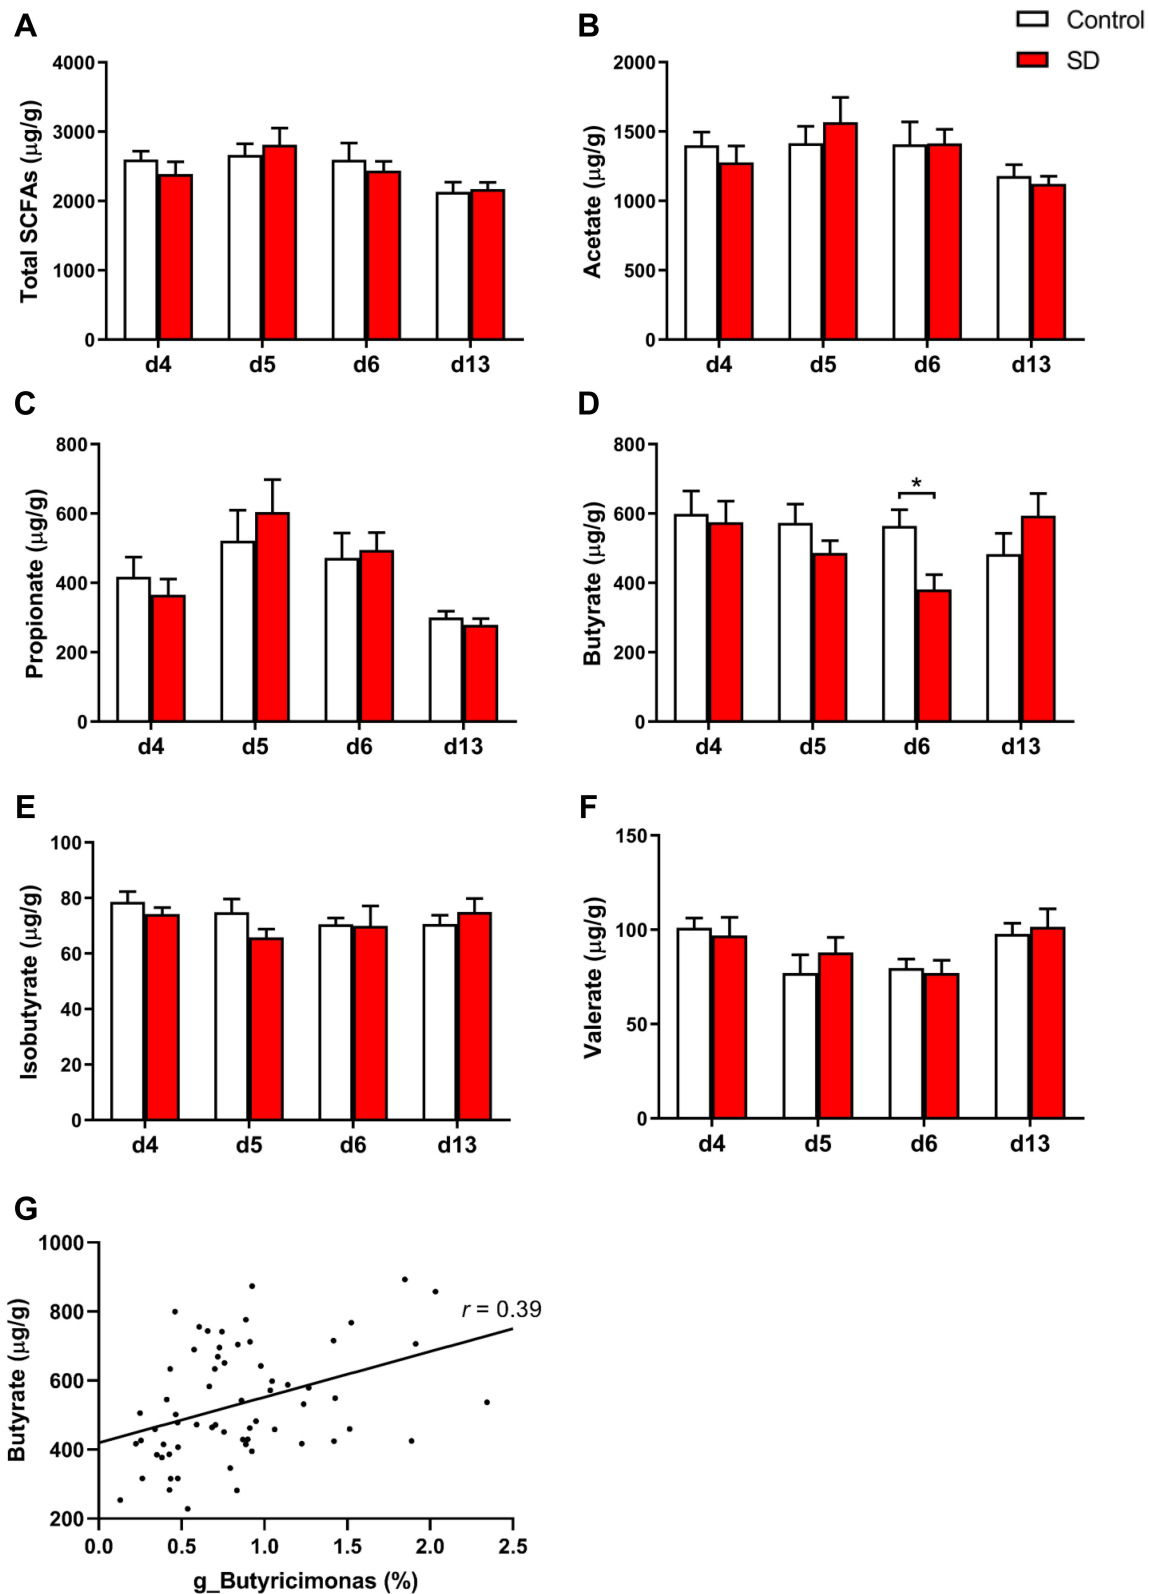 A
B
Control
SD
4000
3000
2000
1000
0
Total SCFAs (μg/g)
d4 d5 d6 d13
2000
1500
1000
500
0
Acetate (μg/g)
d4 d5 d6 d13
C
D
800
600
400
200
0
Propionate (μg/g)
d4 d5 d6 d13
800
600
400
200
0
Butyrate (μg/g)
*
d4 d5 d6 d13
E
F
100
80
60
40
20
0
Isobutyrate (μg/g)
d4 d5 d6 d13
150
100
50
0
Valerate (μg/g)
d4 d5 d6 d13
G
1000
800
600
400
200
Butyrate (μg/g)
r = 0.39
0.0 0.5 1.0 1.5 2.0 2.5
g_Butyricimonas (%)